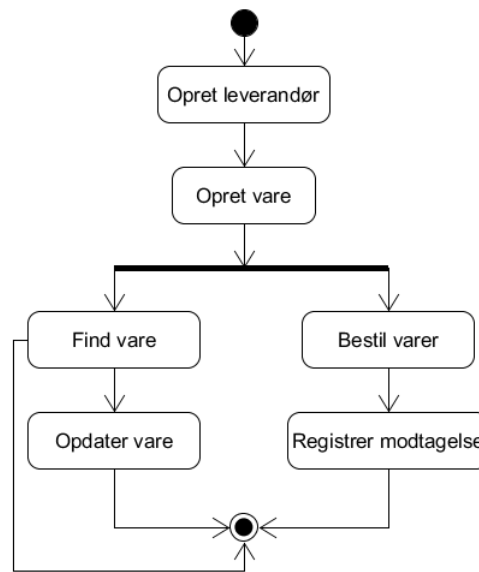 Opret leverandør
Opret vare
Find vare
Bestil varer
Opdater vare
Registrer modtagelse